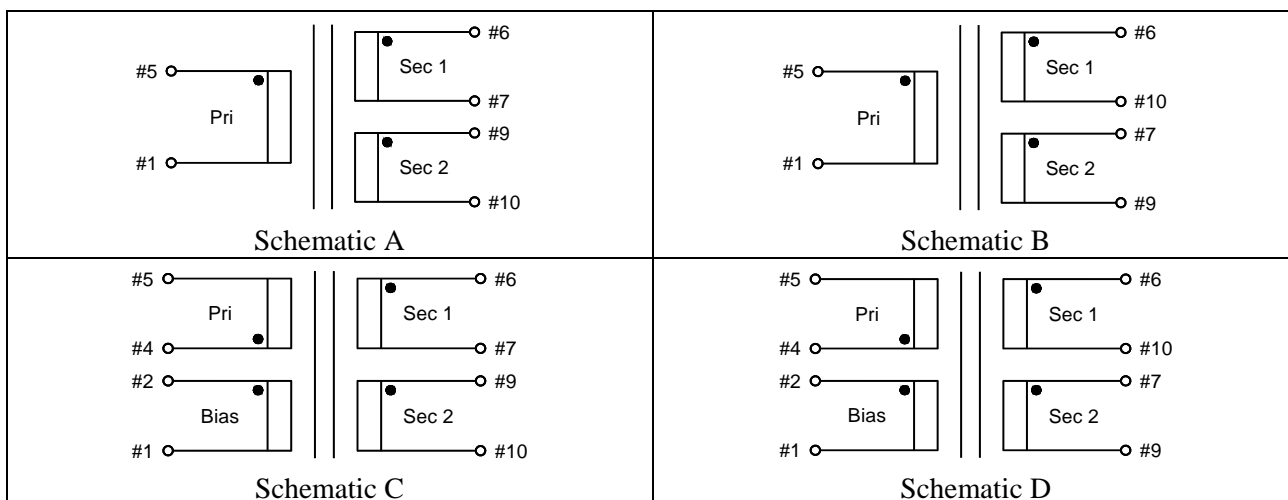 #5
Pri
#1
#6
Sec 1
#7
#9
Sec 2
#10
Schematic A
#5
Pri
#1
#6
Sec 1
#10
#7
Sec 2
#9
Schematic B
#5
Pri
#4
#2
Bias
#1
#6
Sec 1
#7
#9
Sec 2
#10
Schematic C
#5
Pri
#4
#2
Bias
#1
#6
Sec 1
#10
#7
Sec 2
#9
Schematic D